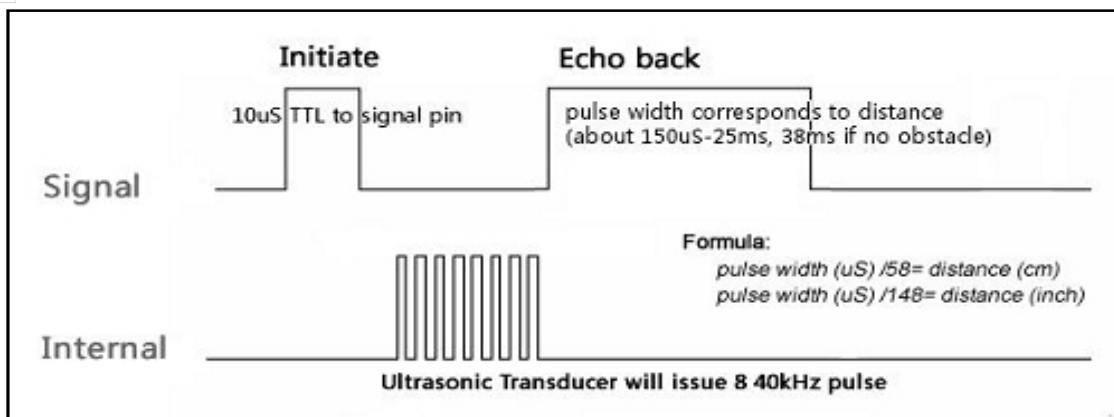 Initiate
Echo back
10uS TTL to signal pin
pulse width corresponds to distance
(about 150uS-25ms, 38ms if no obstacle)
Signal
Formula:
pulse width (uS) /58= distance (cm)
pulse width (uS) /148= distance (inch)
Internal
Ultrasonic Transducer will issue 8 40kHz pulse